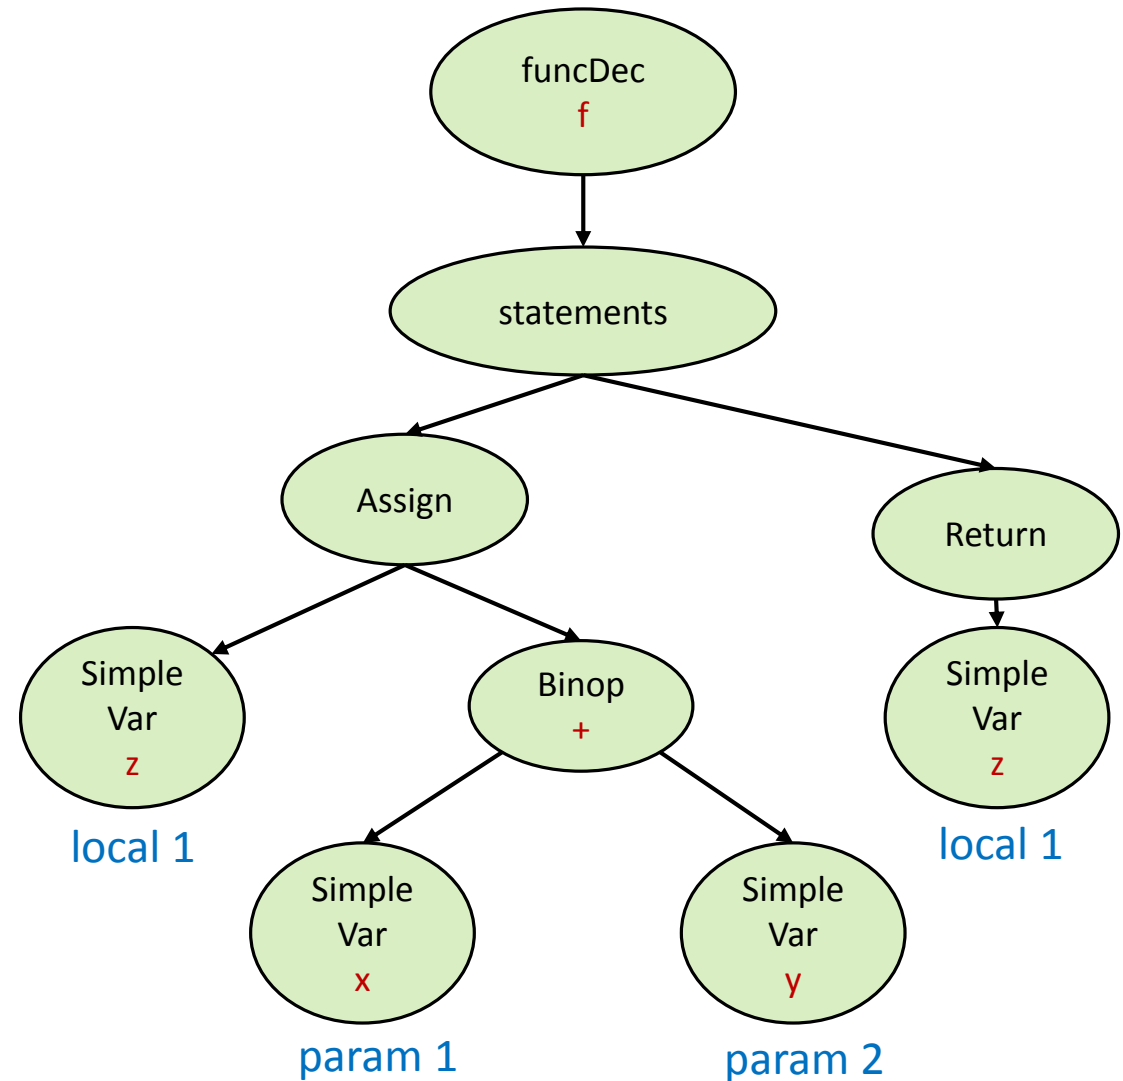 funcDec
f
statements
Assign
Return
Simple
Var
z
local 1
Binop
+
Simple
Var
z
local 1
Simple
Var
x
param 1
Simple
Var
y
param 2